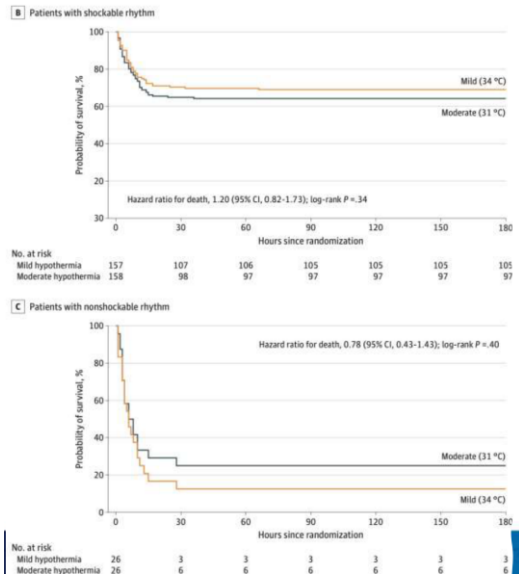 B Patients with shockable rhythm
100
80
60
40
20
30
Probability of survival, %
Mild (34 °C)
Moderate (31 °C)
Hazard ratio for death, 1.20 (95% CI, 0.82-1.73); log-rank P = .34
0 30 60 90 120 150 180
Hours since randomization
No. at risk
Mild hypothermia 157 107 106 105 105 105 105
Moderate hypothermia 158 98 97 97 97 97 97
C Patients with nonshockable rhythm
100
80
60
40
20
0
Probability of survival, %
Hazard ratio for death, 0.78 (95% CI, 0.43-1.43); log-rank P = .40
Moderate (31 °C)
Mild (34 °C)
0 30 60 90 120 150 180
Hours since randomization
No. at risk
Mild hypothermia 26 3 3 3 3 3 3
Moderate hypothermia 26 6 6 6 6 6 6